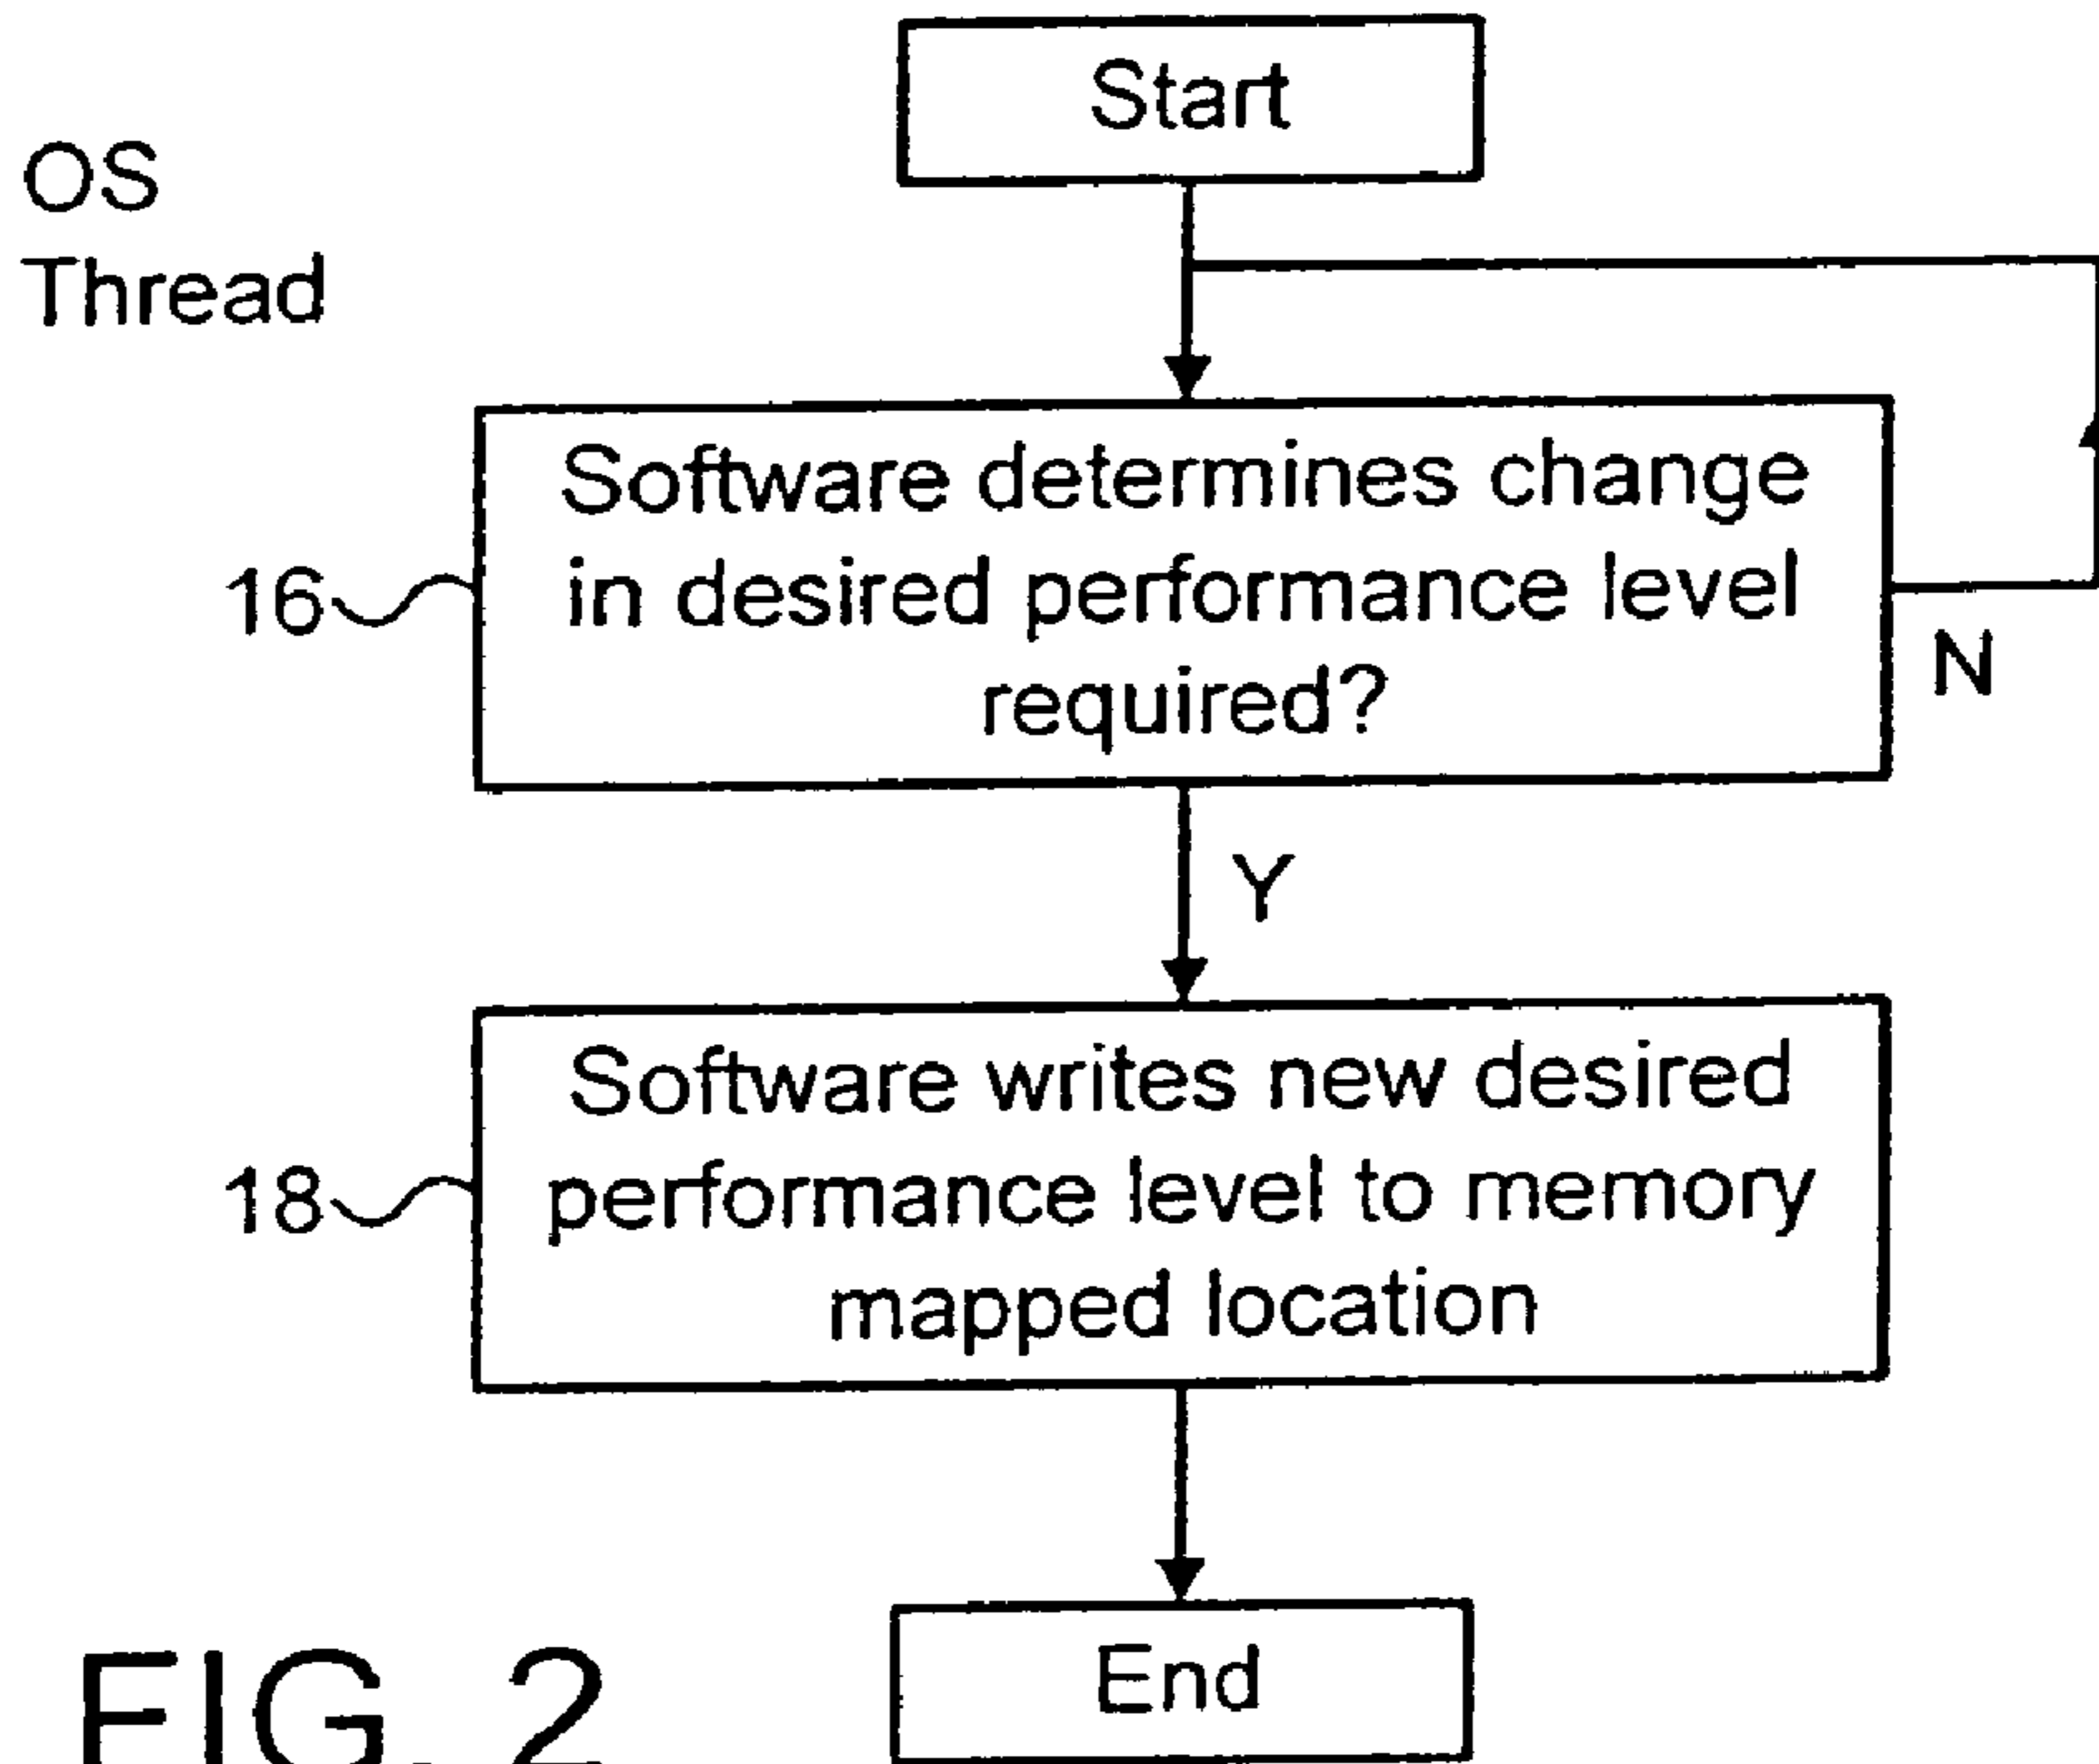 Start
OS
Thread
Software determines change
in desired performance level
required?
16
N
Y
Software writes new desired
performance level to memory
mapped location
18
End
FIG. 2